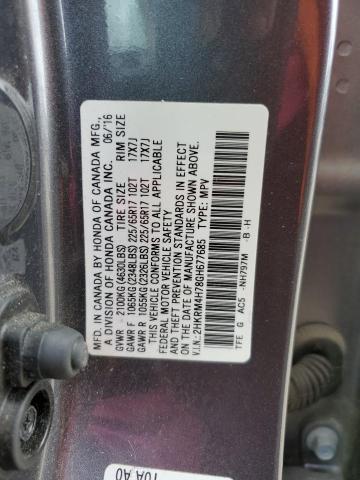 MFD. IN CANADA BY HONDA OF CANADA MFG.,
A DIVISION OF HONDA CANADA INC. 06/16
GVWR 2100KG(4630LBS) TIRE SIZE RIM SIZE
GAWR F 1065KG(2348LBS) 225/65R17 102T 17X7J
GAWR R 1055KG(2326LBS) 225/65R17 102T 17X7J
THIS VEHICLE CONFORMS TO ALL APPLICABLE
FEDERAL MOTOR VEHICLE SAFETY
AND THEFT PREVENTION STANDARDS IN EFFECT
ON THE DATE OF MANUFACTURE SHOWN ABOVE.
V.I.N.:2HKRM4H78GH677685 TYPE: MPV
TFE G AC5 NH797M -B -H